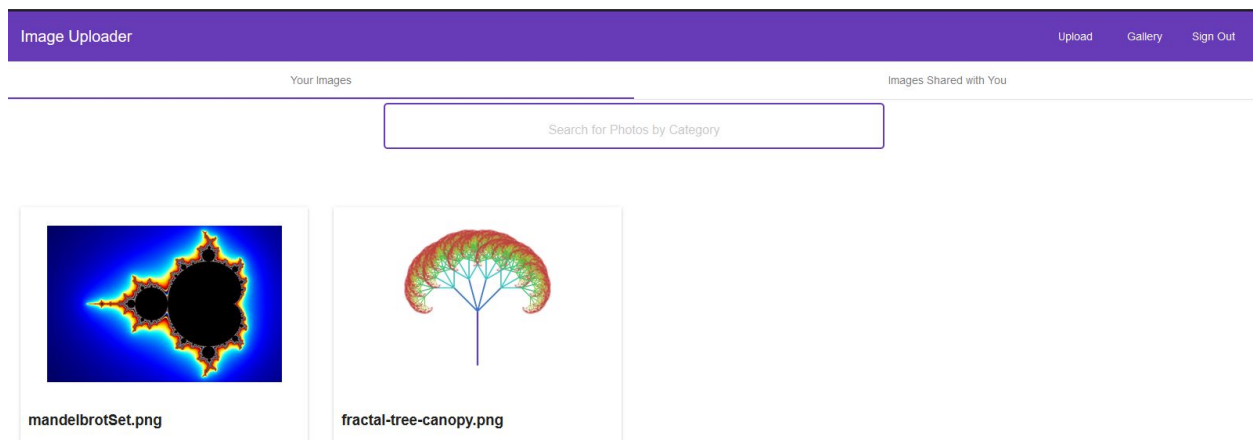 Image Uploader
Upload Gallery Sign Out
Your Images
Images Shared with You
Search for Photos by Category
mandelbrotSet.png
fractal-tree-canopy.png